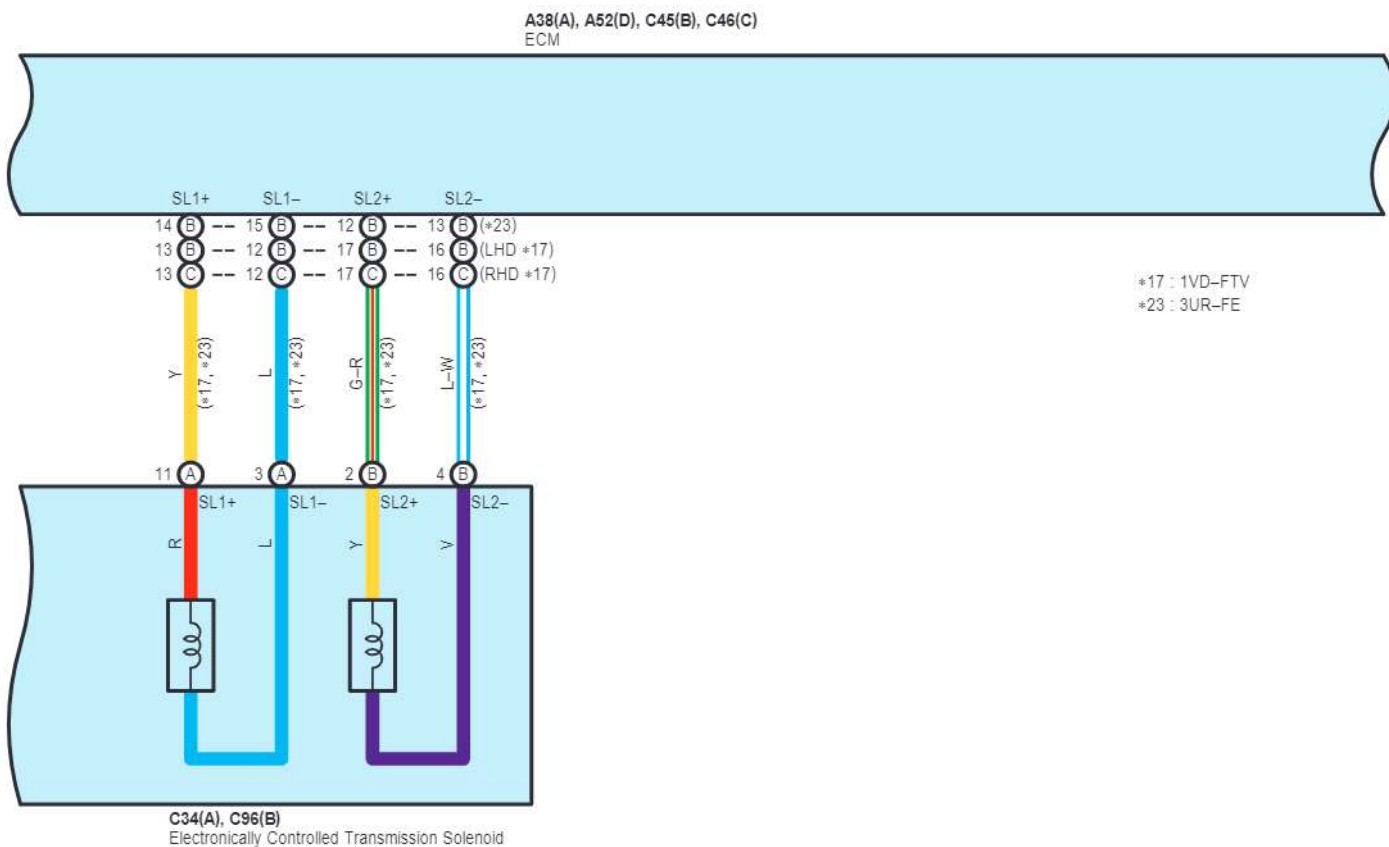 A38(A), A52(D), C45(B), C46(C)
ECM
SL1+ SL1– SL2+ SL2–
14 B 15 B 12 B 13 B (*23)
13 B 12 B 17 B 16 B (LHD *17)
13 C 12 C 17 C 16 C (RHD *17)
*17 : 1VD–FTV
*23 : 3UR–FE
Y (*17, *23) L (*17, *23) G–R (*17, *23) L–W (*17, *23)
11 A 3 A 2 B 4 B
SL1+ SL1– SL2+ SL2–
R L Y V
C34(A), C96(B)
Electronically Controlled Transmission Solenoid